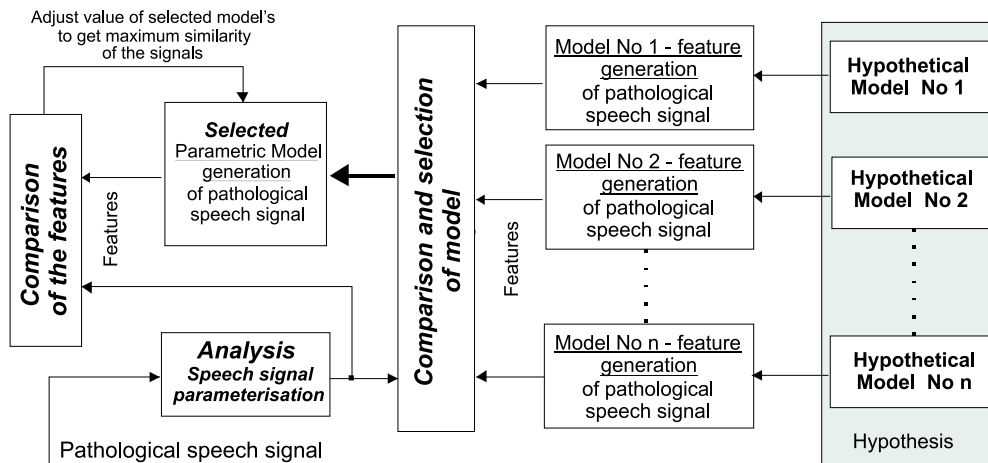 Adjust value of selected model's
to get maximum similarity
of the signals
Comparison
of the features
Features
Selected
Parametric Model
generation
of pathological
speech signal
Analysis
Speech signal
parameterisation
Pathological speech signal
Comparison and selection
of model
Features
Model No 1 - feature
generation
of pathological
speech signal
Model No 2 - feature
generation
of pathological
speech signal
Model No n - feature
generation
of pathological
speech signal
Hypothetical
Model No 1
Hypothetical
Model No 2
Hypothetical
Model No n
Hypothesis